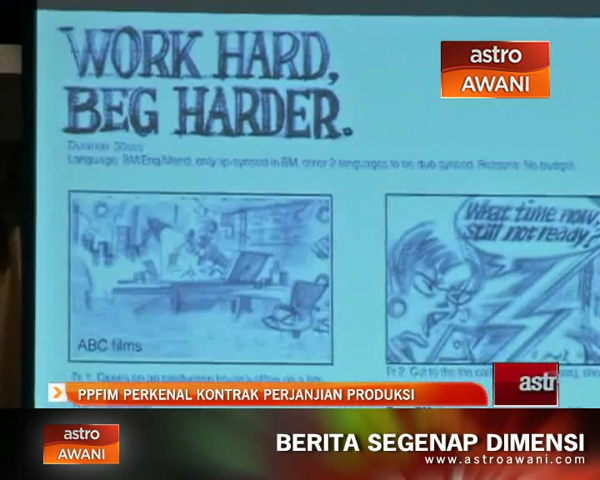 WORK HARD,
BEG HARDER.
astro
AWANI
Duration: 30sec
Language: BM/Eng/Mand, only lip-synced in BM, other 2 languages to be dub synced. Reasons: No budget.
What time now,
still not ready?
ABC films
PPFIM PERKENAL KONTRAK PERJANJIAN PRODUKSI
astr
astro
AWANI
BERITA SEGENAP DIMENSI
www.astroawani.com